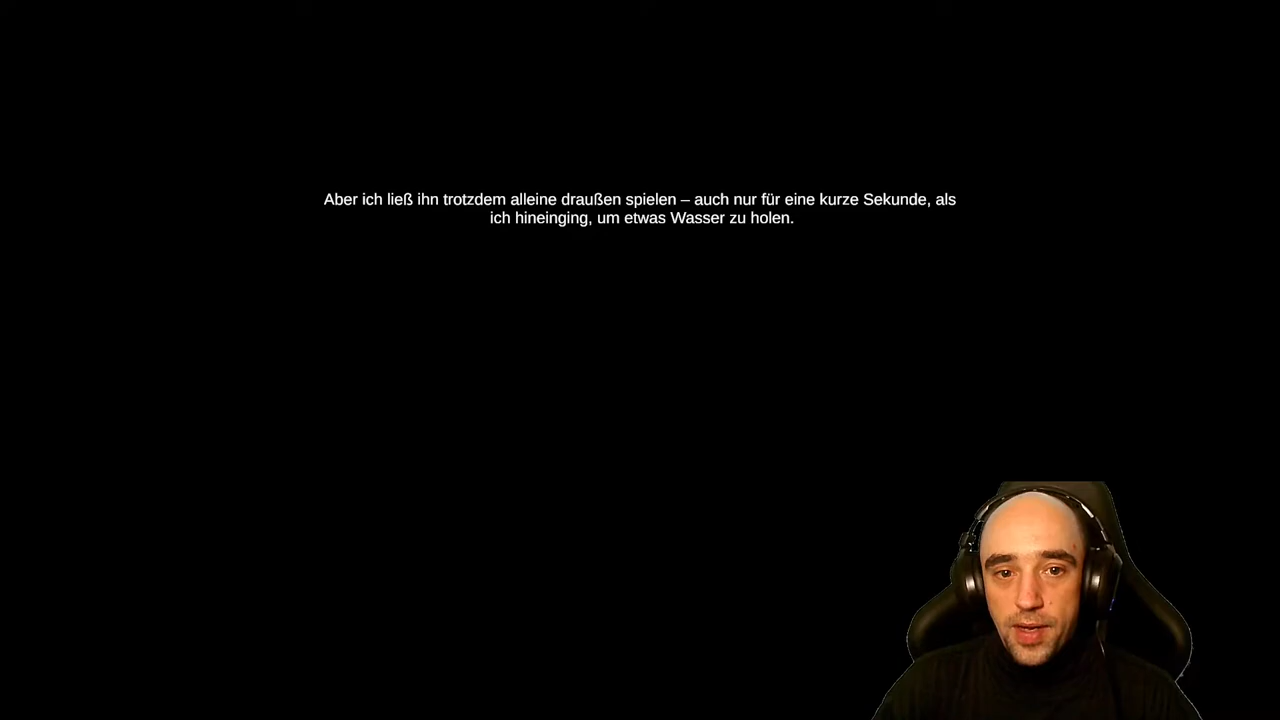 Aber ich ließ ihn trotzdem alleine draußen spielen – auch nur für eine kurze Sekunde, als
ich hineinging, um etwas Wasser zu holen.